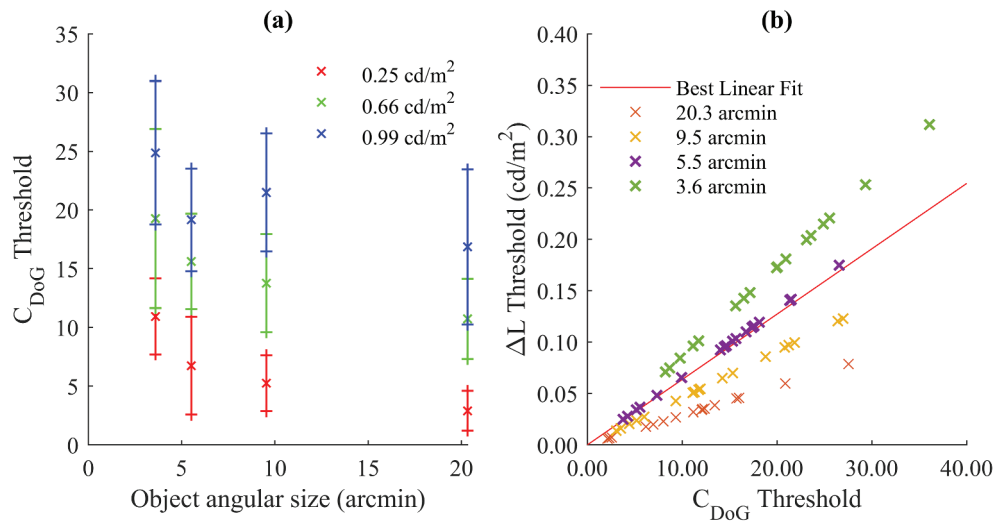 (a)
35
30
25
20
15
10
5
0
C_DoG Threshold
0 5 10 15 20
Object angular size (arcmin)
0.25 cd/m²
0.66 cd/m²
0.99 cd/m²
(b)
0.40
0.35
0.30
0.25
0.20
0.15
0.10
0.05
0.00
ΔL Threshold (cd/m²)
0.00 10.00 20.00 30.00 40.00
C_DoG Threshold
Best Linear Fit
20.3 arcmin
9.5 arcmin
5.5 arcmin
3.6 arcmin